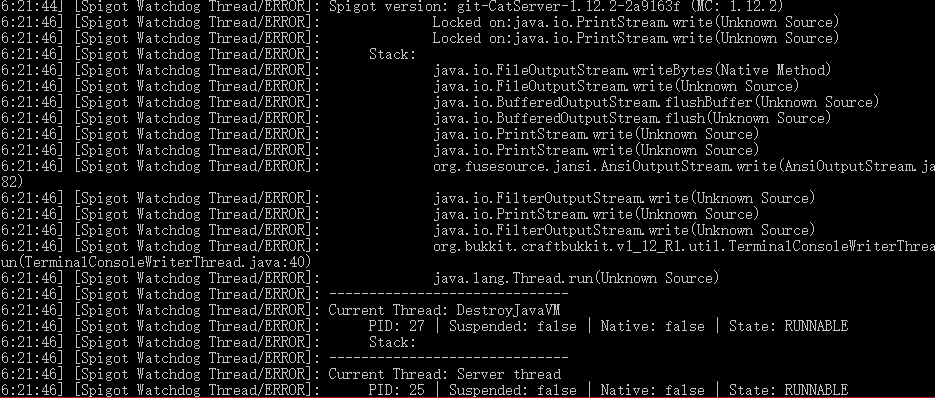 6:21:44] [Spigot Watchdog Thread/ERROR]: Spigot version: git-CatServer-1.12.2-2a9163f (MC: 1.12.2)
6:21:46] [Spigot Watchdog Thread/ERROR]: Locked on:java.io.PrintStream.write(Unknown Source)
6:21:46] [Spigot Watchdog Thread/ERROR]: Locked on:java.io.PrintStream.write(Unknown Source)
6:21:46] [Spigot Watchdog Thread/ERROR]: Stack:
6:21:46] [Spigot Watchdog Thread/ERROR]: java.io.FileOutputStream.writeBytes(Native Method)
6:21:46] [Spigot Watchdog Thread/ERROR]: java.io.FileOutputStream.write(Unknown Source)
6:21:46] [Spigot Watchdog Thread/ERROR]: java.io.BufferedOutputStream.flushBuffer(Unknown Source)
6:21:46] [Spigot Watchdog Thread/ERROR]: java.io.BufferedOutputStream.flush(Unknown Source)
6:21:46] [Spigot Watchdog Thread/ERROR]: java.io.PrintStream.write(Unknown Source)
6:21:46] [Spigot Watchdog Thread/ERROR]: java.io.PrintStream.write(Unknown Source)
6:21:46] [Spigot Watchdog Thread/ERROR]: org.fusesource.jansi.AnsiOutputStream.write(AnsiOutputStream.ja
82)
6:21:46] [Spigot Watchdog Thread/ERROR]: java.io.FilterOutputStream.write(Unknown Source)
6:21:46] [Spigot Watchdog Thread/ERROR]: java.io.PrintStream.write(Unknown Source)
6:21:46] [Spigot Watchdog Thread/ERROR]: java.io.FilterOutputStream.write(Unknown Source)
6:21:46] [Spigot Watchdog Thread/ERROR]: org.bukkit.craftbukkit.v1_12_R1.util.TerminalConsoleWriterThrea
un(TerminalConsoleWriterThread.java:40)
6:21:46] [Spigot Watchdog Thread/ERROR]: java.lang.Thread.run(Unknown Source)
6:21:46] [Spigot Watchdog Thread/ERROR]: ------------------------------
6:21:46] [Spigot Watchdog Thread/ERROR]: Current Thread: DestroyJavaVM
6:21:46] [Spigot Watchdog Thread/ERROR]: PID: 27 | Suspended: false | Native: false | State: RUNNABLE
6:21:46] [Spigot Watchdog Thread/ERROR]: Stack:
6:21:46] [Spigot Watchdog Thread/ERROR]: ------------------------------
6:21:46] [Spigot Watchdog Thread/ERROR]: Current Thread: Server thread
6:21:46] [Spigot Watchdog Thread/ERROR]: PID: 25 | Suspended: false | Native: false | State: RUNNABLE